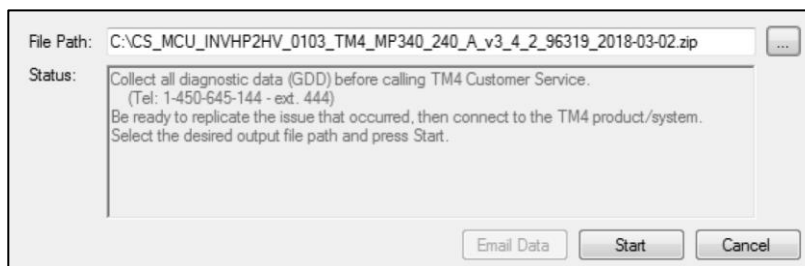 File Path: C:\CS_MCU_INVHP2HV_0103_TM4_MP340_240_A_v3_4_2_96319_2018-03-02.zip ...
Status: Collect all diagnostic data (GDD) before calling TM4 Customer Service.
(Tel: 1-450-645-144 - ext. 444)
Be ready to replicate the issue that occurred, then connect to the TM4 product/system.
Select the desired output file path and press Start.
Email Data Start Cancel